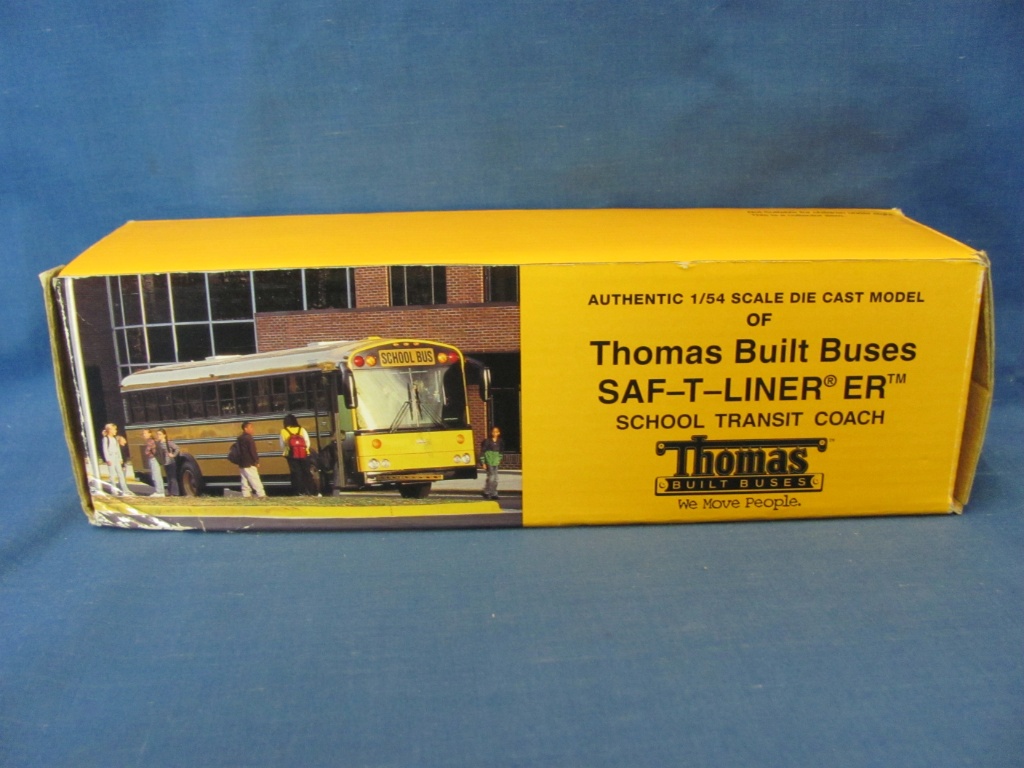 SCHOOL BUS
AUTHENTIC 1/54 SCALE DIE CAST MODEL
OF
Thomas Built Buses
SAF–T–LINER® ER™
SCHOOL TRANSIT COACH
Thomas™
BUILT BUSES
We Move People.